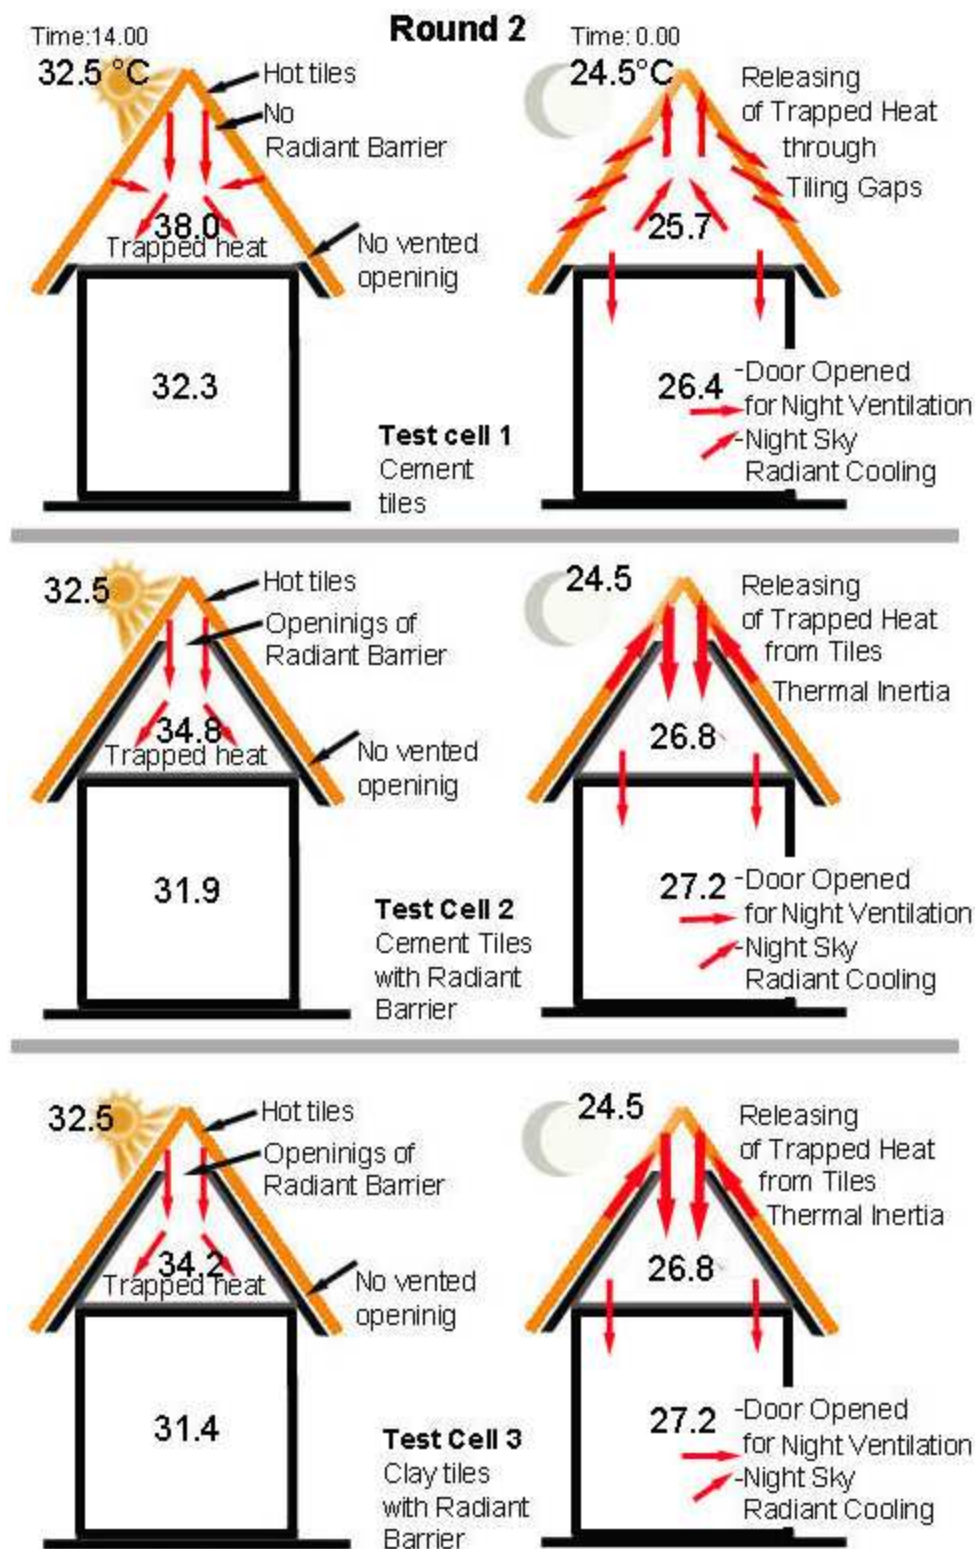 Round 2
Time:14.00
32.5 °C
Hot tiles
No
Radiant Barrier
38.0
Trapped heat
No vented
openinig
32.3
Test cell 1
Cement
tiles
Time: 0.00
24.5°C
Releasing
of Trapped Heat
through
Tiling Gaps
25.7
26.4
-Door Opened
for Night Ventilation
-Night Sky
Radiant Cooling
32.5
Hot tiles
Openinigs of
Radiant Barrier
34.8
Trapped heat
No vented
openinig
31.9
Test Cell 2
Cement Tiles
with Radiant
Barrier
24.5
Releasing
of Trapped Heat
from Tiles
Thermal Inertia
26.8
27.2
-Door Opened
for Night Ventilation
-Night Sky
Radiant Cooling
32.5
Hot tiles
Openinigs of
Radiant Barrier
34.2
Trapped heat
No vented
openinig
31.4
Test Cell 3
Clay tiles
with Radiant
Barrier
24.5
Releasing
of Trapped Heat
from Tiles
Thermal Inertia
26.8
27.2
-Door Opened
for Night Ventilation
-Night Sky
Radiant Cooling